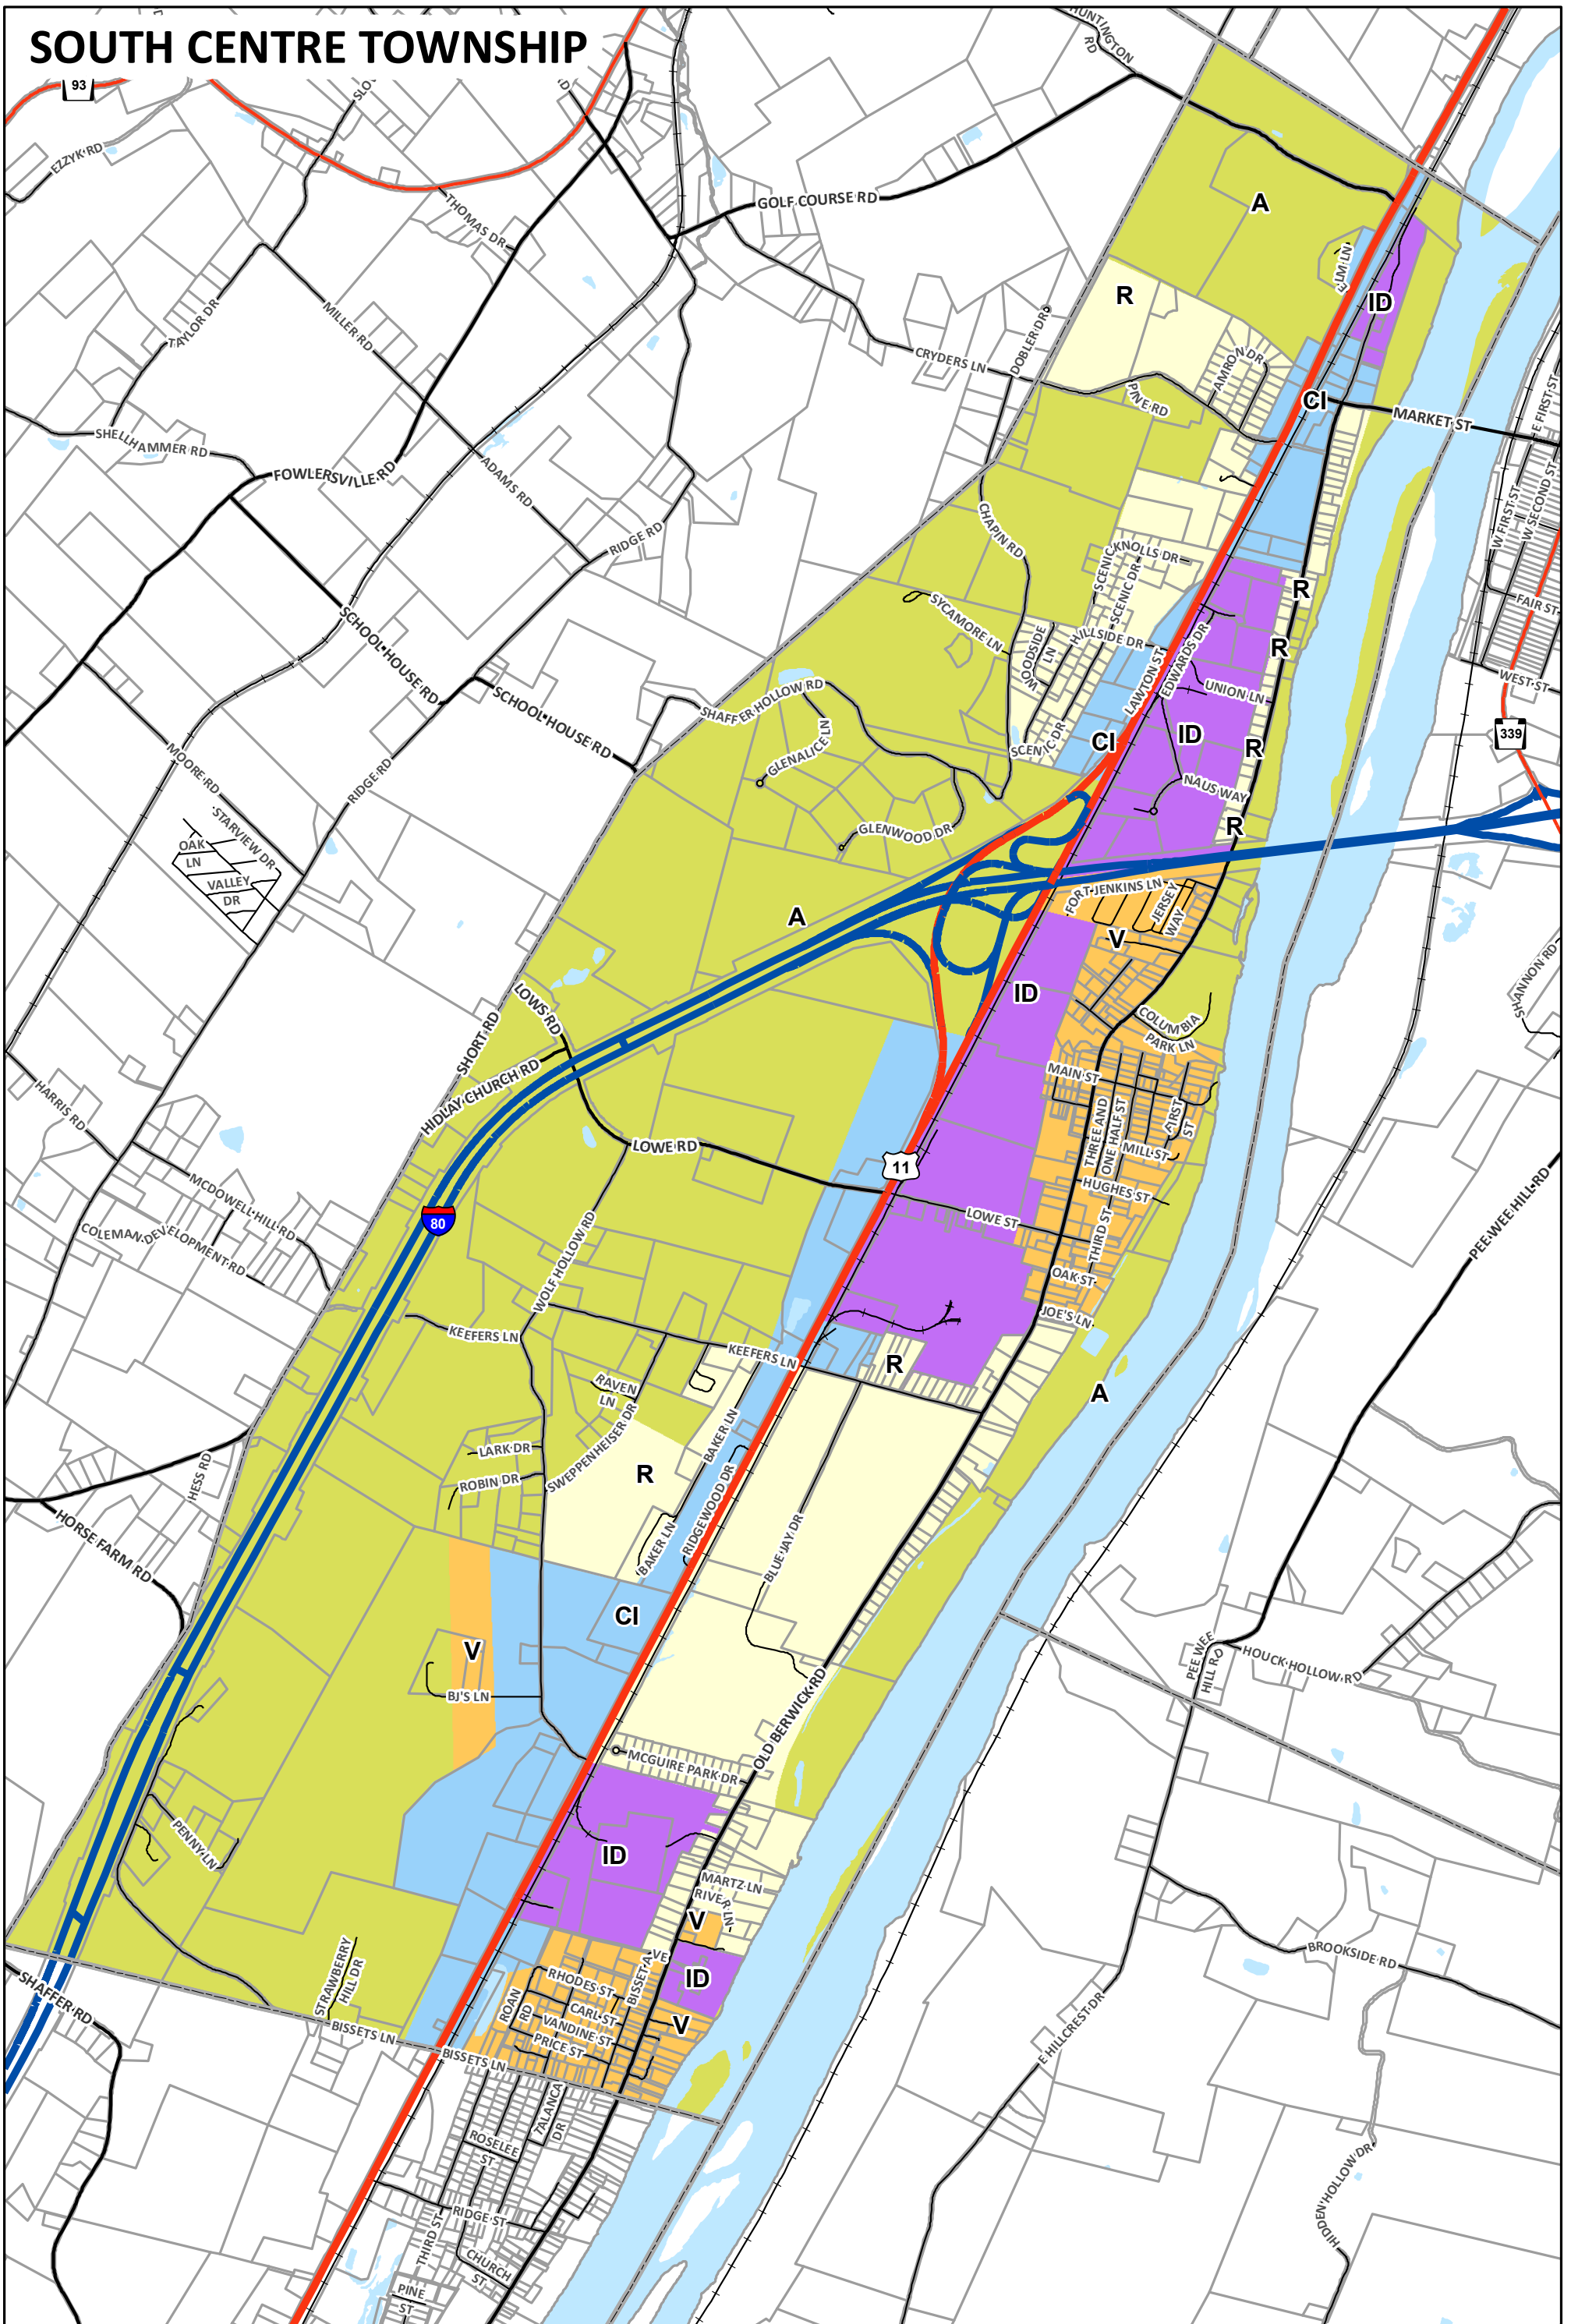 SOUTH CENTRE TOWNSHIP
HUNTINGTON
RD
93
EZZYK RD
THOMAS DR
GOLF COURSE RD
A
ELM LN
R
ID
TAYLOR DR
MILLER RD
DOBLER DR
CRYDERS LN
AMRON DR
PINE RD
CI
MARKET ST
E FIRST ST
SHELLHAMMER RD
FOWLERSVILLE RD
ADAMS RD
W FIRST ST
W SECOND ST
CHAPIN RD
RIDGE RD
SCENIC KNOLLS DR
SCENIC DR
R
FAIR ST
SYCAMORE LN
SCHOOL HOUSE RD
WOODSIDE
LN
HILLSIDE DR
LAWTON ST
EDWARDS DR
R
WEST ST
SCHOOL HOUSE RD
SHAFFER HOLLOW RD
UNION LN
GLENALICE LN
SCENIC DR
CI
ID
R
339
MOORE RD
RIDGE RD
NAUS WAY
STARVIEW DR
OAK
LN
VALLEY
DR
GLENWOOD DR
R
A
FORT JENKINS LN
JERSEY
WAY
V
SHANNON RD
LOWS RD
ID
SHORT RD
COLUMBIA
PARK LN
HIDLAY CHURCH RD
MAIN ST
HARRIS RD
THREE AND
ONE HALF ST
FIRST
ST
LOWE RD
MILL ST
11
MCDOWELL HILL RD
HUGHES ST
PEE WEE HILL RD
80
COLEMAN DEVELOPMENT RD
LOWE ST
THIRD ST
WOLF HOLLOW RD
OAK ST
JOE'S LN
KEEFERS LN
KEEFERS LN
R
RAVEN
LN
A
SWEPPENHEISER DR
BAKER LN
LARK DR
HESS RD
ROBIN DR
R
RIDGEWOOD DR
HORSE FARM RD
BAKER LN
BLUE JAY DR
CI
V
PEE WEE
HILL RD
HOUCK HOLLOW RD
BJ'S LN
OLD BERWICK RD
MCGUIRE PARK DR
PENNY LN
ID
MARTZ LN
RIVER LN
V
BROOKSIDE RD
STRAWBERRY
HILL DR
BISSET AVE
ID
SHAFFER RD
RHODES ST
ROAN
RD
CARL ST
VANDINE ST
PRICE ST
V
BISSETS LN
BISSETS LN
E HILLCREST DR
TALANCA
DR
ROSELEE
ST
HIDDEN HOLLOW DR
RIDGE ST
THIRD ST
CHURCH
ST
PINE
ST